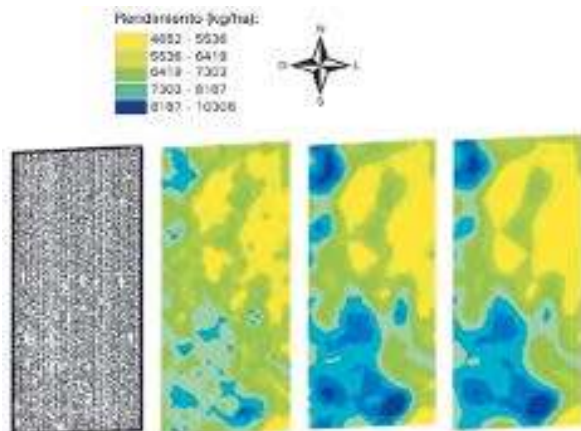 Rendimiento (kg/ha):
4652 - 5536
5536 - 6419
6419 - 7303
7303 - 8187
8187 - 10306
N
O L
S